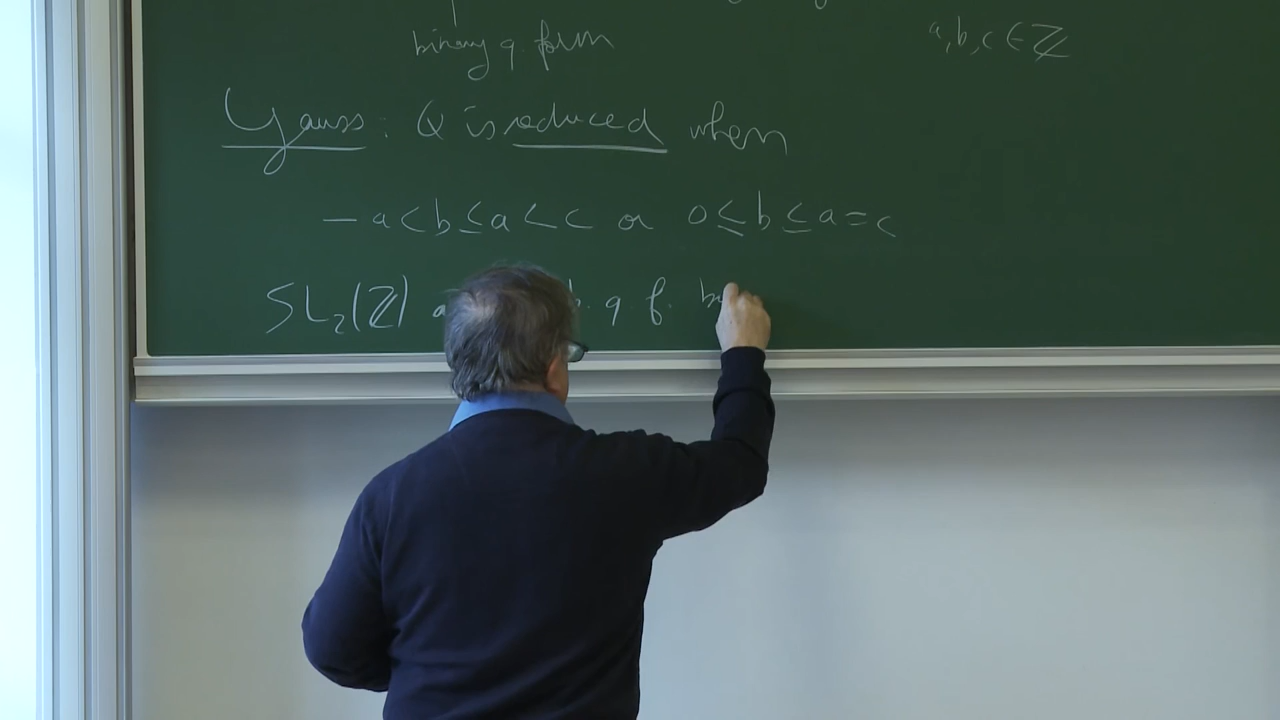 binary q. form
a, b, c ∈ ℤ
Gauss: Q is reduced when
- a < b ≤ a < c or 0 ≤ b ≤ a = c
SL₂(ℤ) b. q f.